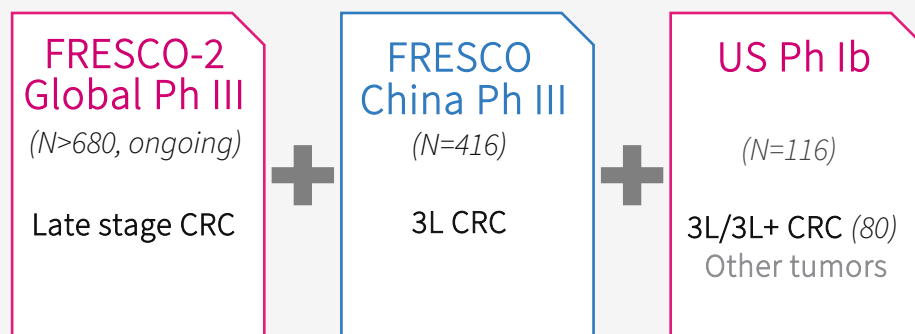 FRESCO-2
Global Ph III
(N>680, ongoing)
Late stage CRC
FRESCO
China Ph III
(N=416)
3L CRC
US Ph Ib
(N=116)
3L/3L+ CRC (80)
Other tumors